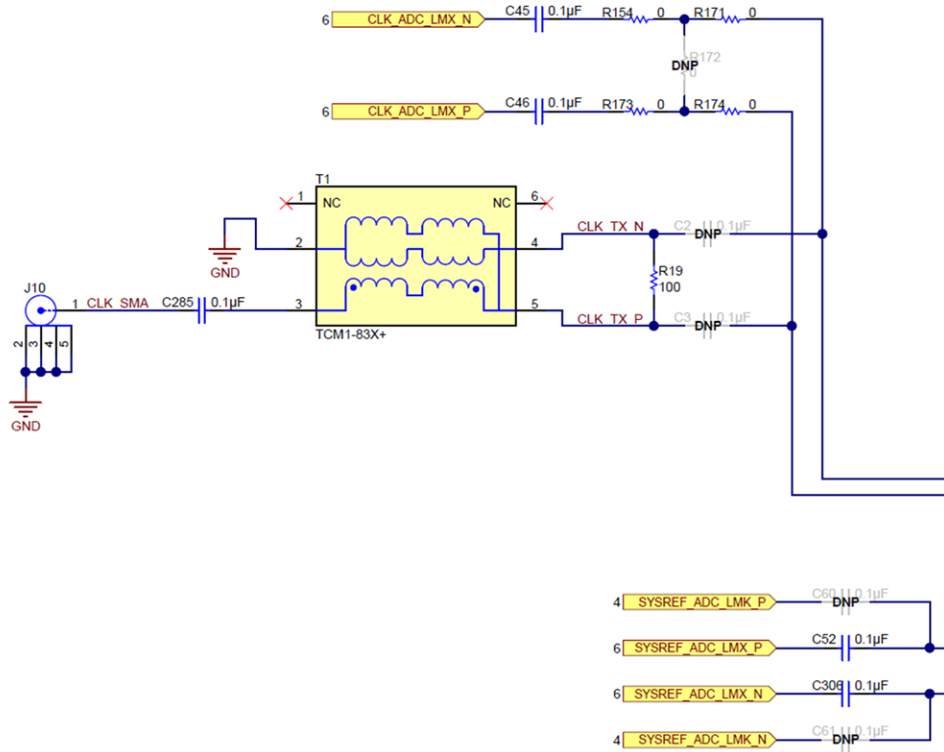 C45 0.1µF R154 0 R171 0
6 CLK_ADC_LMX_N
R172
DNP
0
C46 0.1µF R173 0 R174 0
6 CLK_ADC_LMX_P
T1
1 NC NC 6
2 4 CLK_TX_N C2 DNP 0.1µF
GND
R19
100
J10
1 CLK_SMA C285 0.1µF 3 5 CLK_TX_P C3 DNP 0.1µF
TCM1-83X+
2 3 4 5
GND
C60 0.1µF
4 SYSREF_ADC_LMK_P DNP
C52 0.1µF
6 SYSREF_ADC_LMX_P
C306 0.1µF
6 SYSREF_ADC_LMX_N
C61 0.1µF
4 SYSREF_ADC_LMK_N DNP